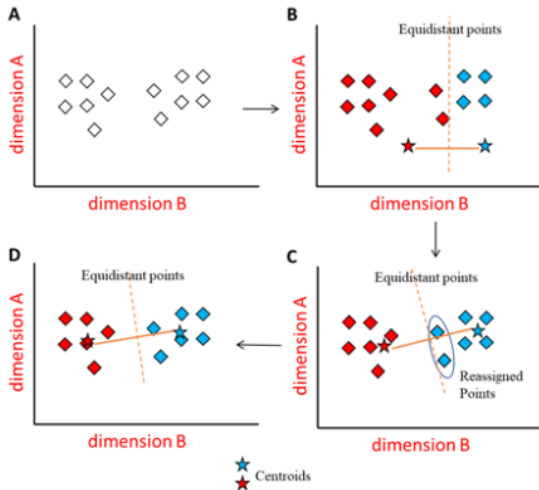 A
dimension A
dimension B
B
Equidistant points
dimension A
dimension B
D
Equidistant points
dimension A
dimension B
C
Equidistant points
dimension A
Reassigned
Points
dimension B
Centroids